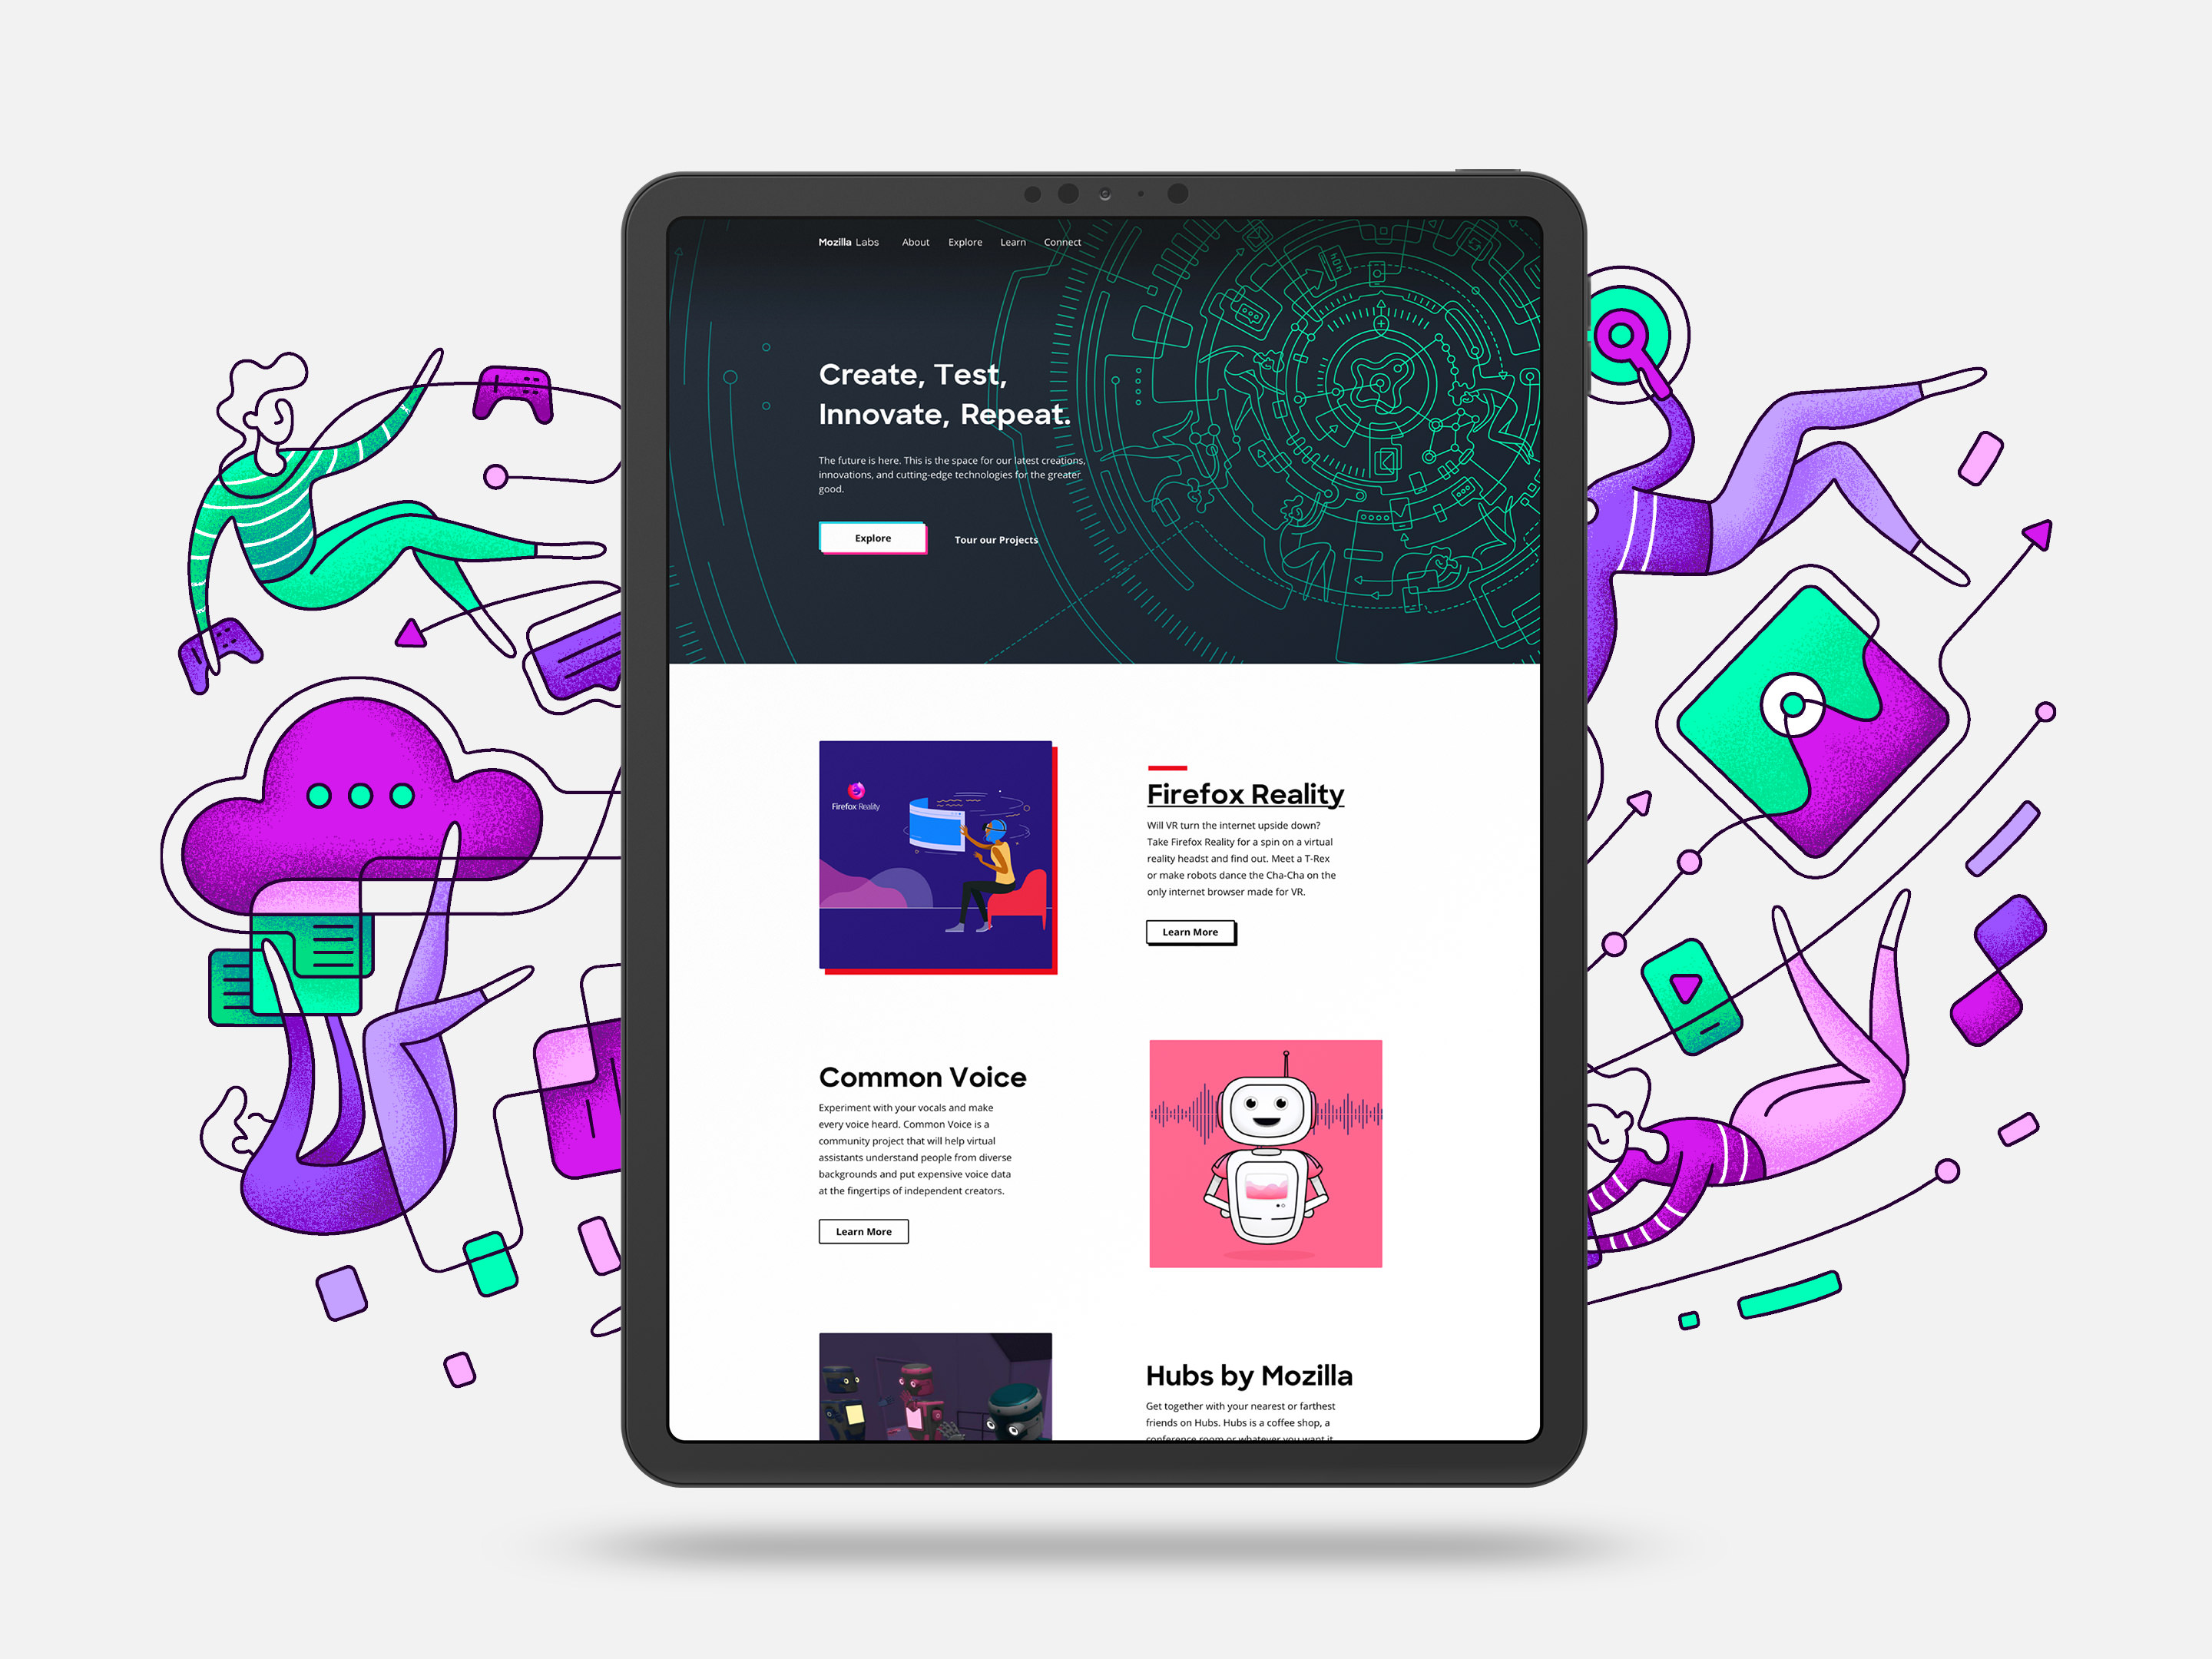 Mozilla Labs About Explore Learn Connect
Create, Test,
Innovate, Repeat.
The future is here. This is the space for our latest creations,
innovations, and cutting-edge technologies for the greater
good.
Explore Tour our Projects
Firefox Reality
Firefox Reality
Will VR turn the internet upside down?
Take Firefox Reality for a spin on a virtual
reality headst and find out. Meet a T-Rex
or make robots dance the Cha-Cha on the
only internet browser made for VR.
Learn More
Common Voice
Experiment with your vocals and make
every voice heard. Common Voice is a
community project that will help virtual
assistants understand people from diverse
backgrounds and put expensive voice data
at the fingertips of independent creators.
Learn More
Hubs by Mozilla
Get together with your nearest or farthest
friends on Hubs. Hubs is a coffee shop, a
conference room or whatever you want it